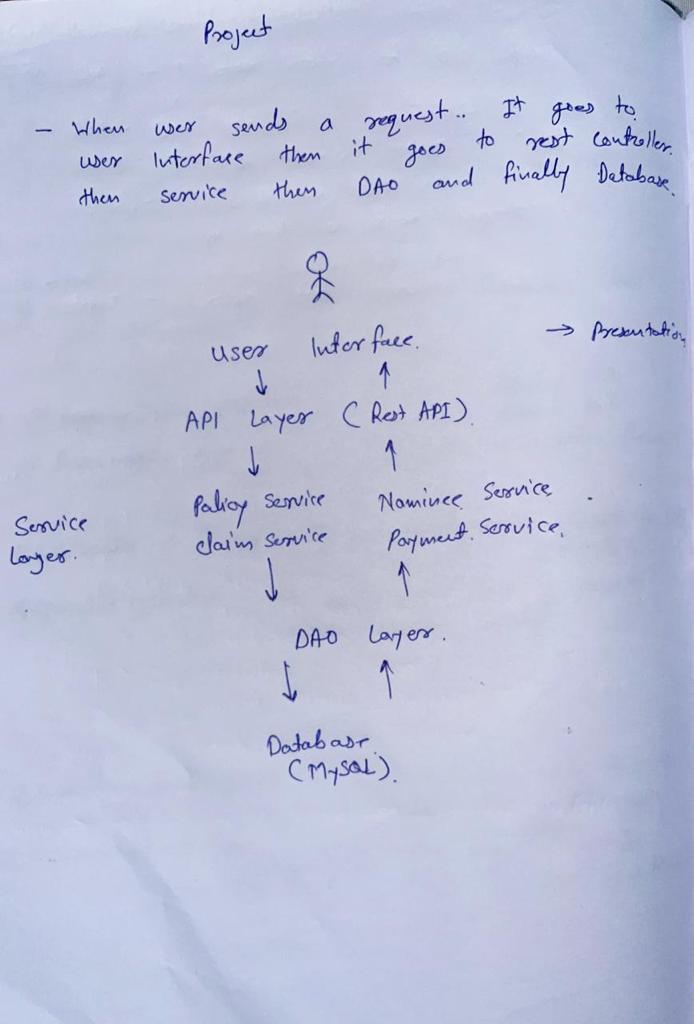 Project
- When user sends a request.. It goes to
user Interface then it goes to rest Controller.
then service then DAO and finally Database.
User Interface. → Presentation
API Layer (Rest API).
Policy Service Nominee Service
Service claim Service Payment. Service.
Layer.
DAO Layer.
Database.
(MySQL).